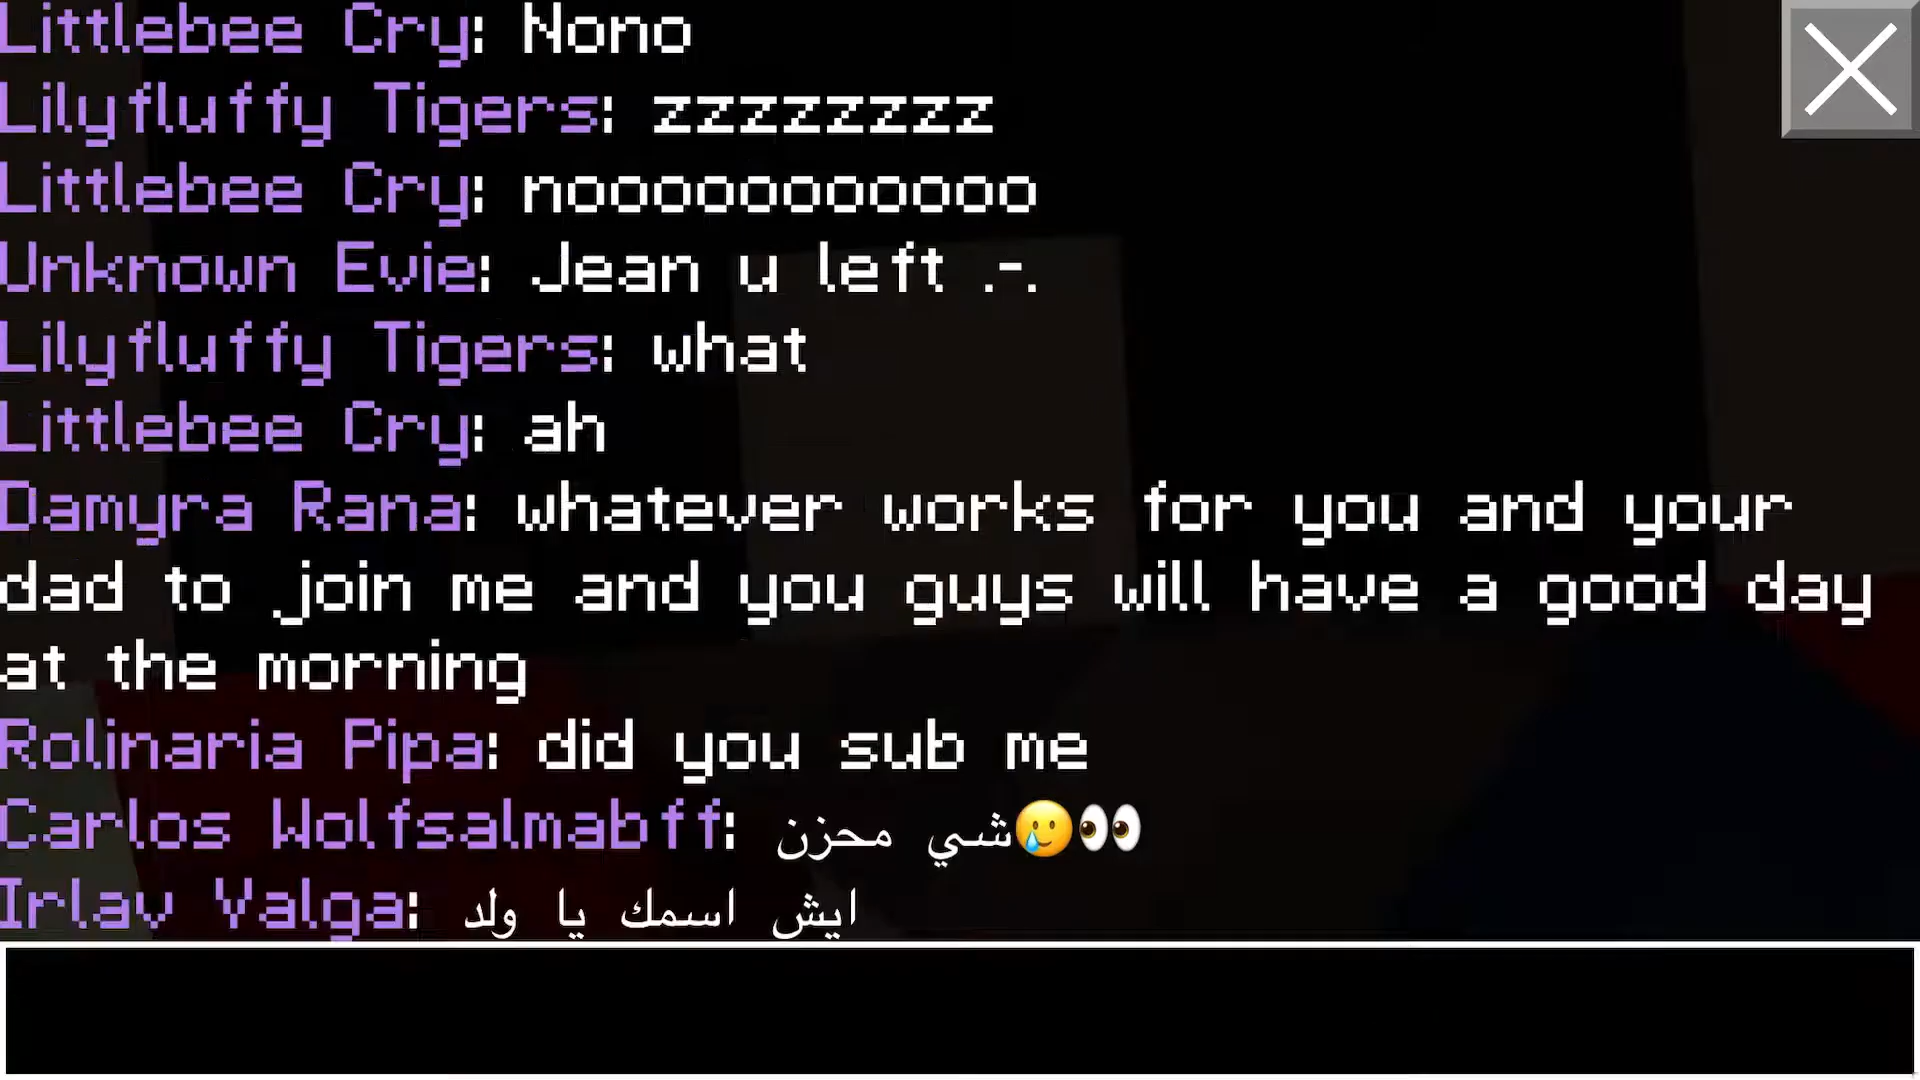 Littlebee Cry: Nono
Lilyfluffy Tigers: zzzzzzzz
Littlebee Cry: noooooooooooo
Unknown Evie: Jean u left .-.
Lilyfluffy Tigers: what
Littlebee Cry: ah
Damyra Rana: whatever works for you and your
dad to join me and you guys will have a good day
at the morning
Rolinaria Pipa: did you sub me
Carlos Wolfsalmabff: شي محزن🥲👀
Irlav Valga: ايش اسمك يا ولد